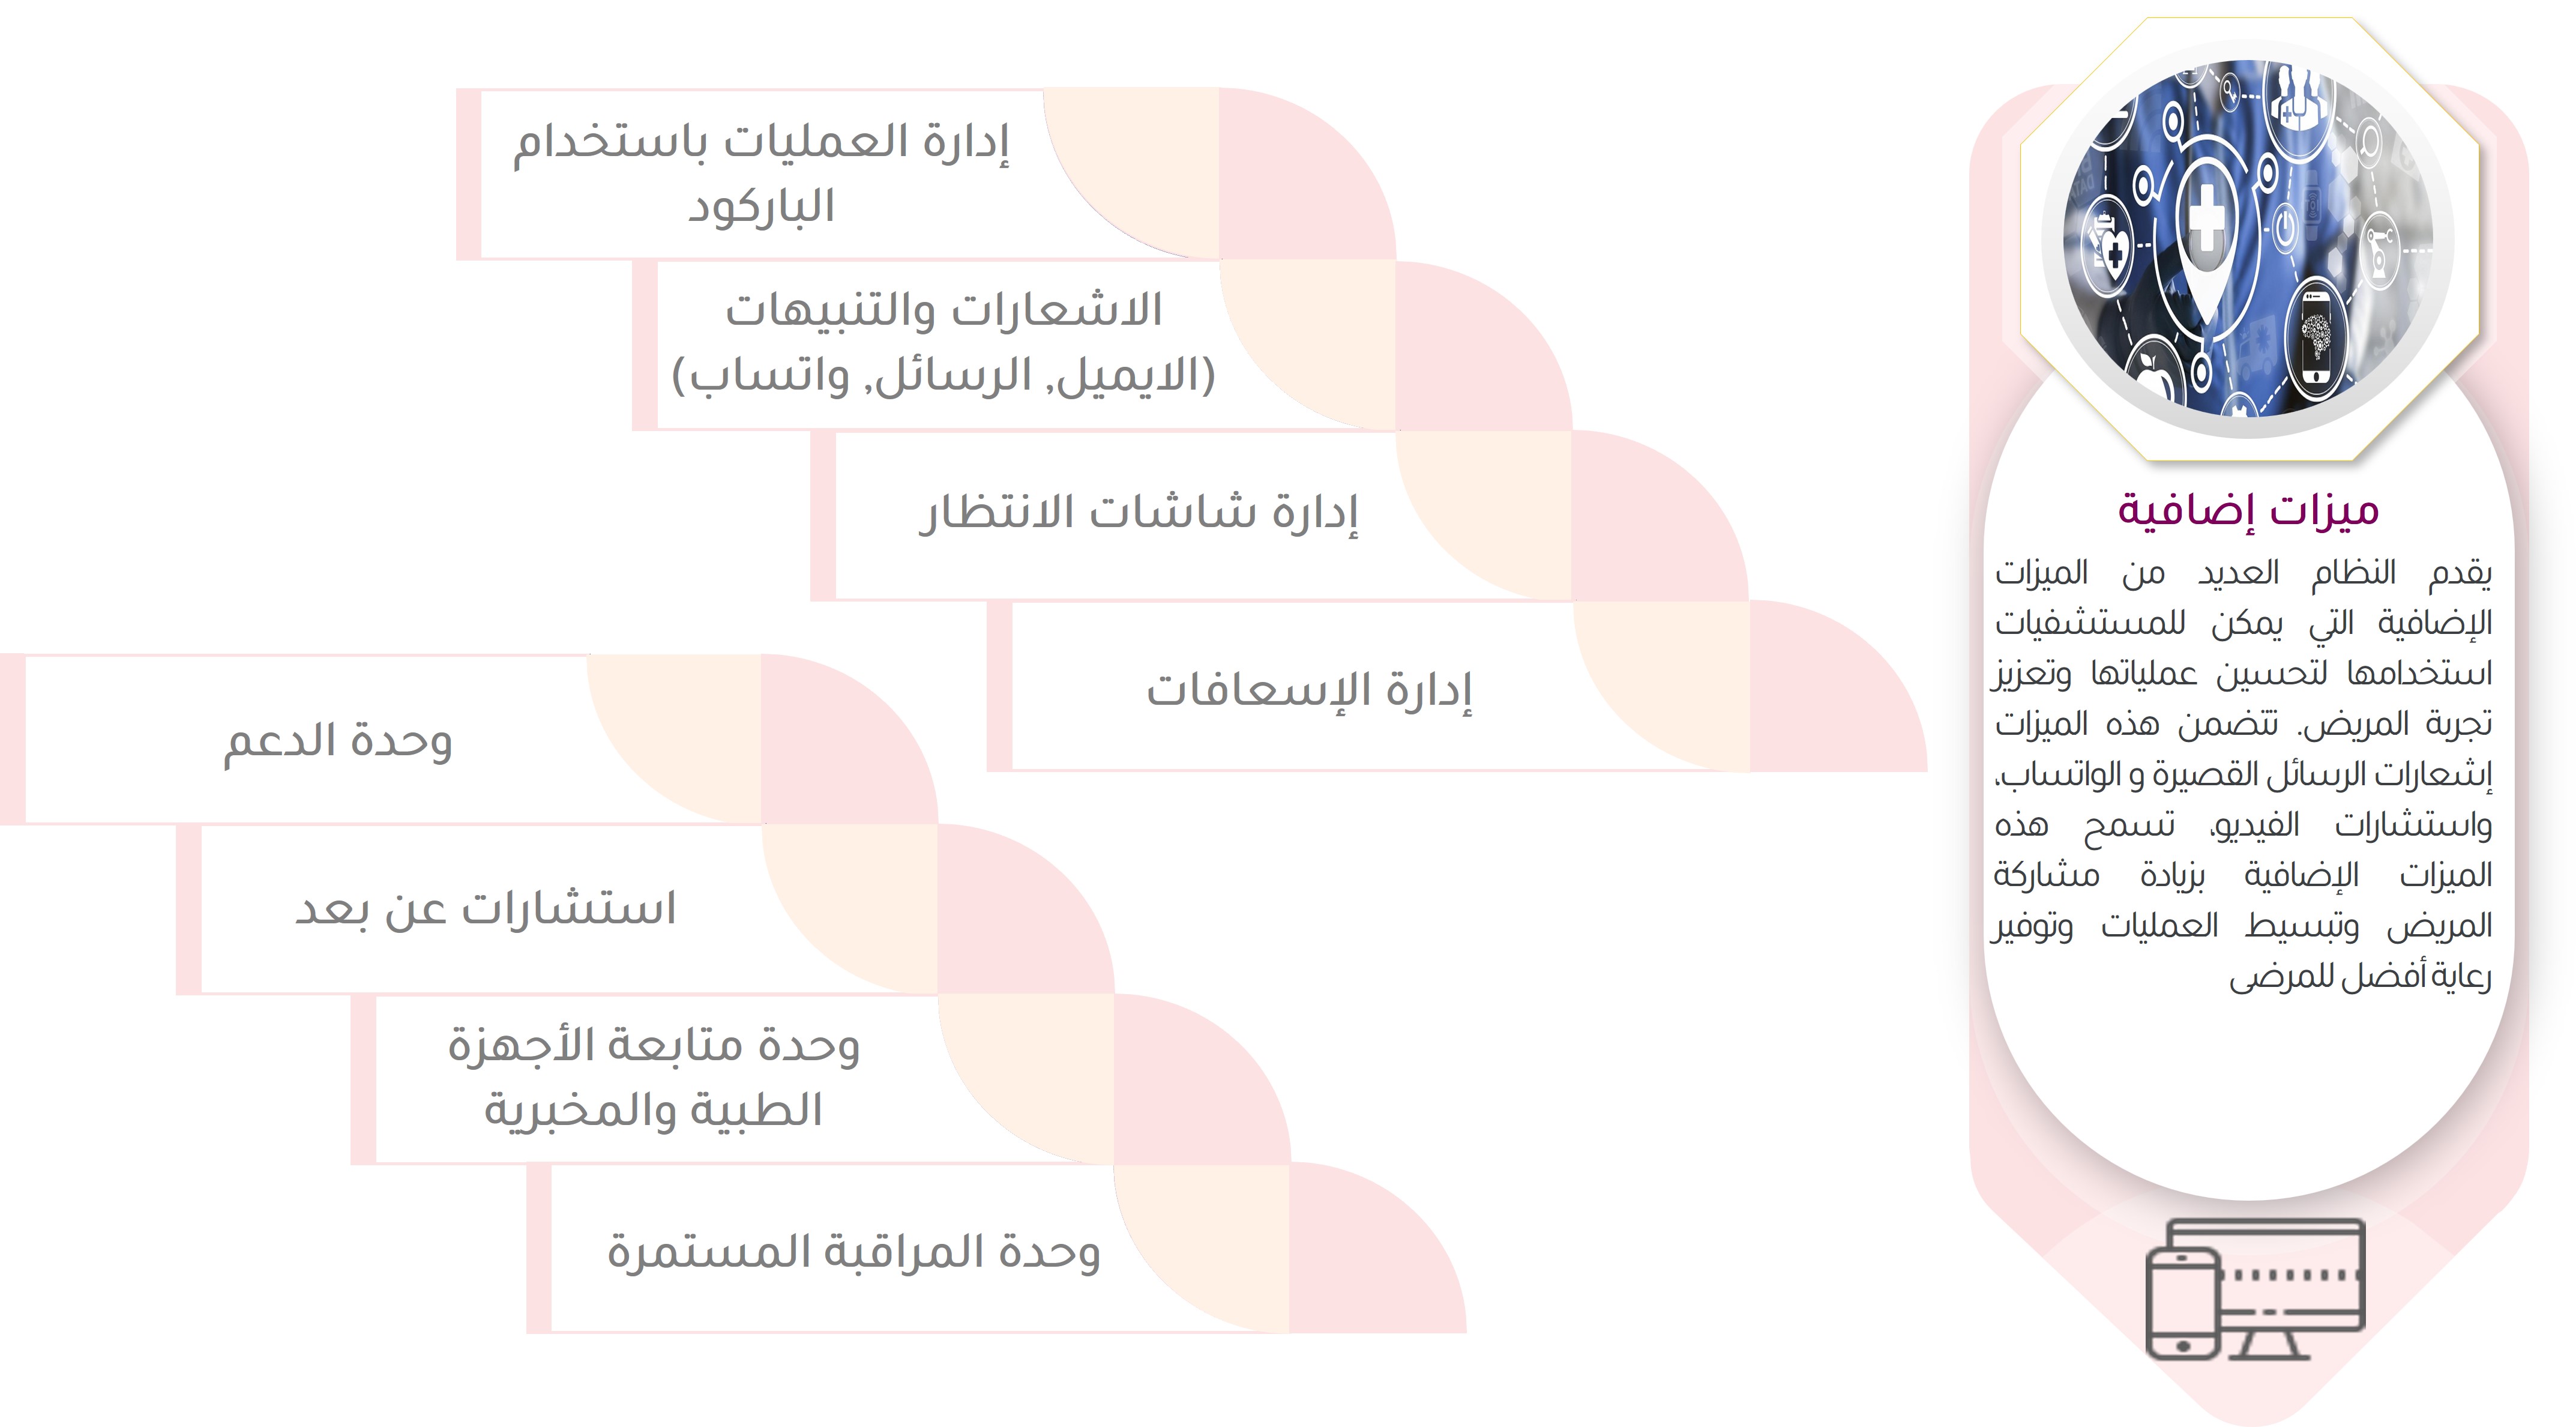 ميزات إضافية
يقدم النظام العديد من الميزات
الإضافية التي يمكن للمستشفيات
استخدامها لتحسين عملياتها وتعزيز
تجربة المريض. تتضمن هذه الميزات
إشعارات الرسائل القصيرة و الواتساب،
واستشارات الفيديو، تسمح هذه
الميزات الإضافية بزيادة مشاركة
المريض وتبسيط العمليات وتوفير
رعاية أفضل للمرضى
إدارة العمليات باستخدام
الباركود
الاشعارات والتنبيهات
(الايميل, الرسائل, واتساب)
إدارة شاشات الانتظار
إدارة الإسعافات
وحدة الدعم
استشارات عن بعد
وحدة متابعة الأجهزة
الطبية والمخبرية
وحدة المراقبة المستمرة